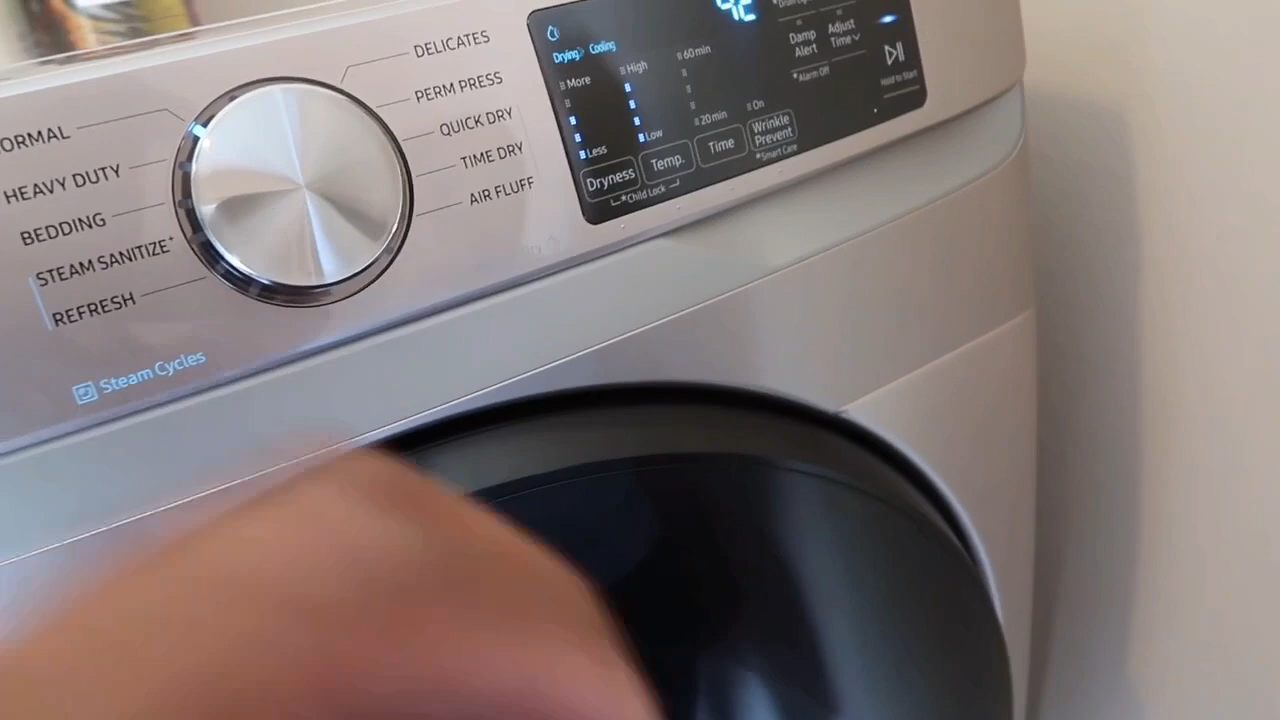 ORMAL
HEAVY DUTY
BEDDING
STEAM SANITIZE+
REFRESH
Steam Cycles
DELICATES
PERM PRESS
QUICK DRY
TIME DRY
AIR FLUFF
Drying> Cooling
More
Less
High
Low
60 min
20 min
On
Dryness
Temp.
Time
Wrinkle
Prevent
*Child Lock
*Smart Care
Damp
Alert
Adjust
Time
*Alarm Off
Hold to Start